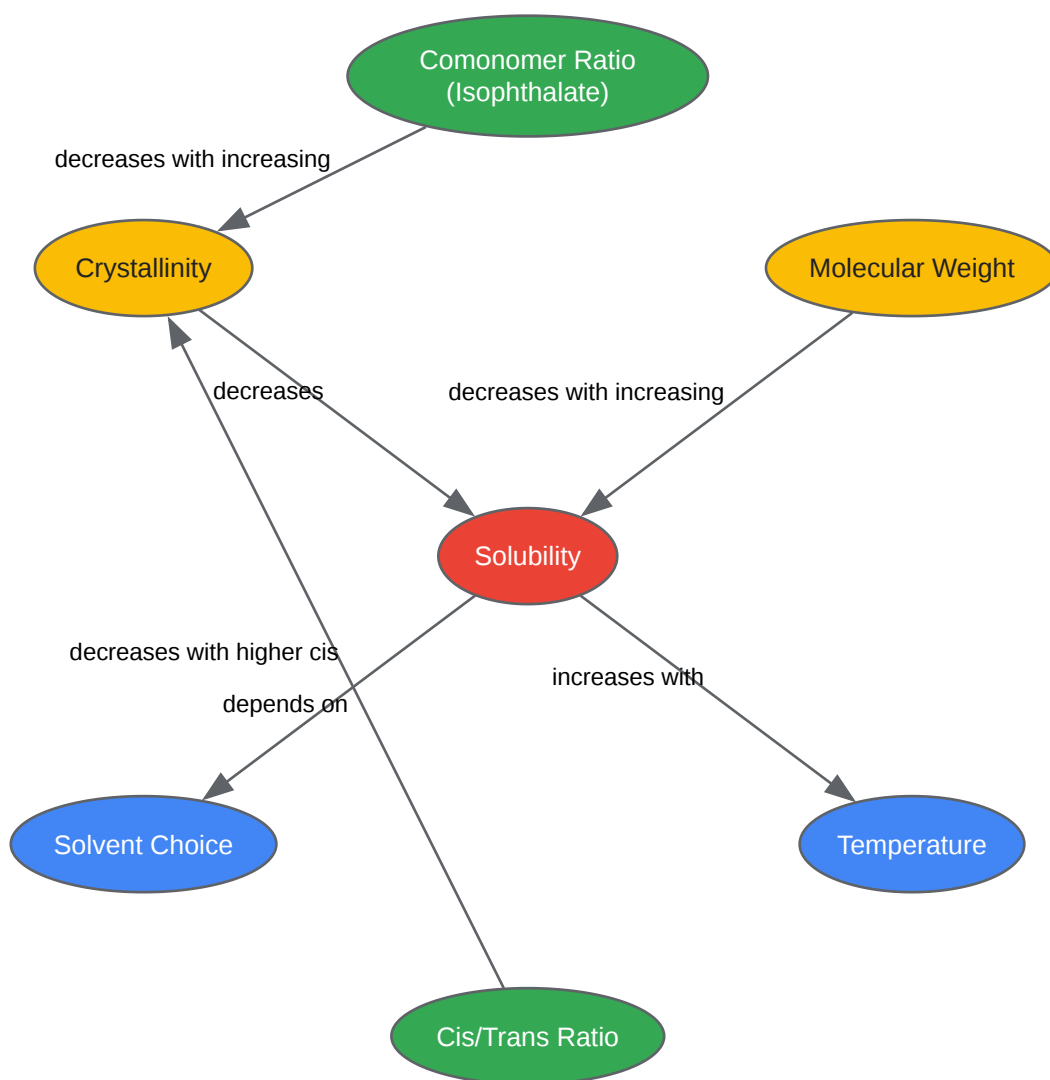 Comonomer Ratio
(Isophthalate)
decreases with increasing
Crystallinity
Molecular Weight
decreases
decreases with increasing
Solubility
decreases with higher cis
increases with
depends on
Solvent Choice
Temperature
Cis/Trans Ratio